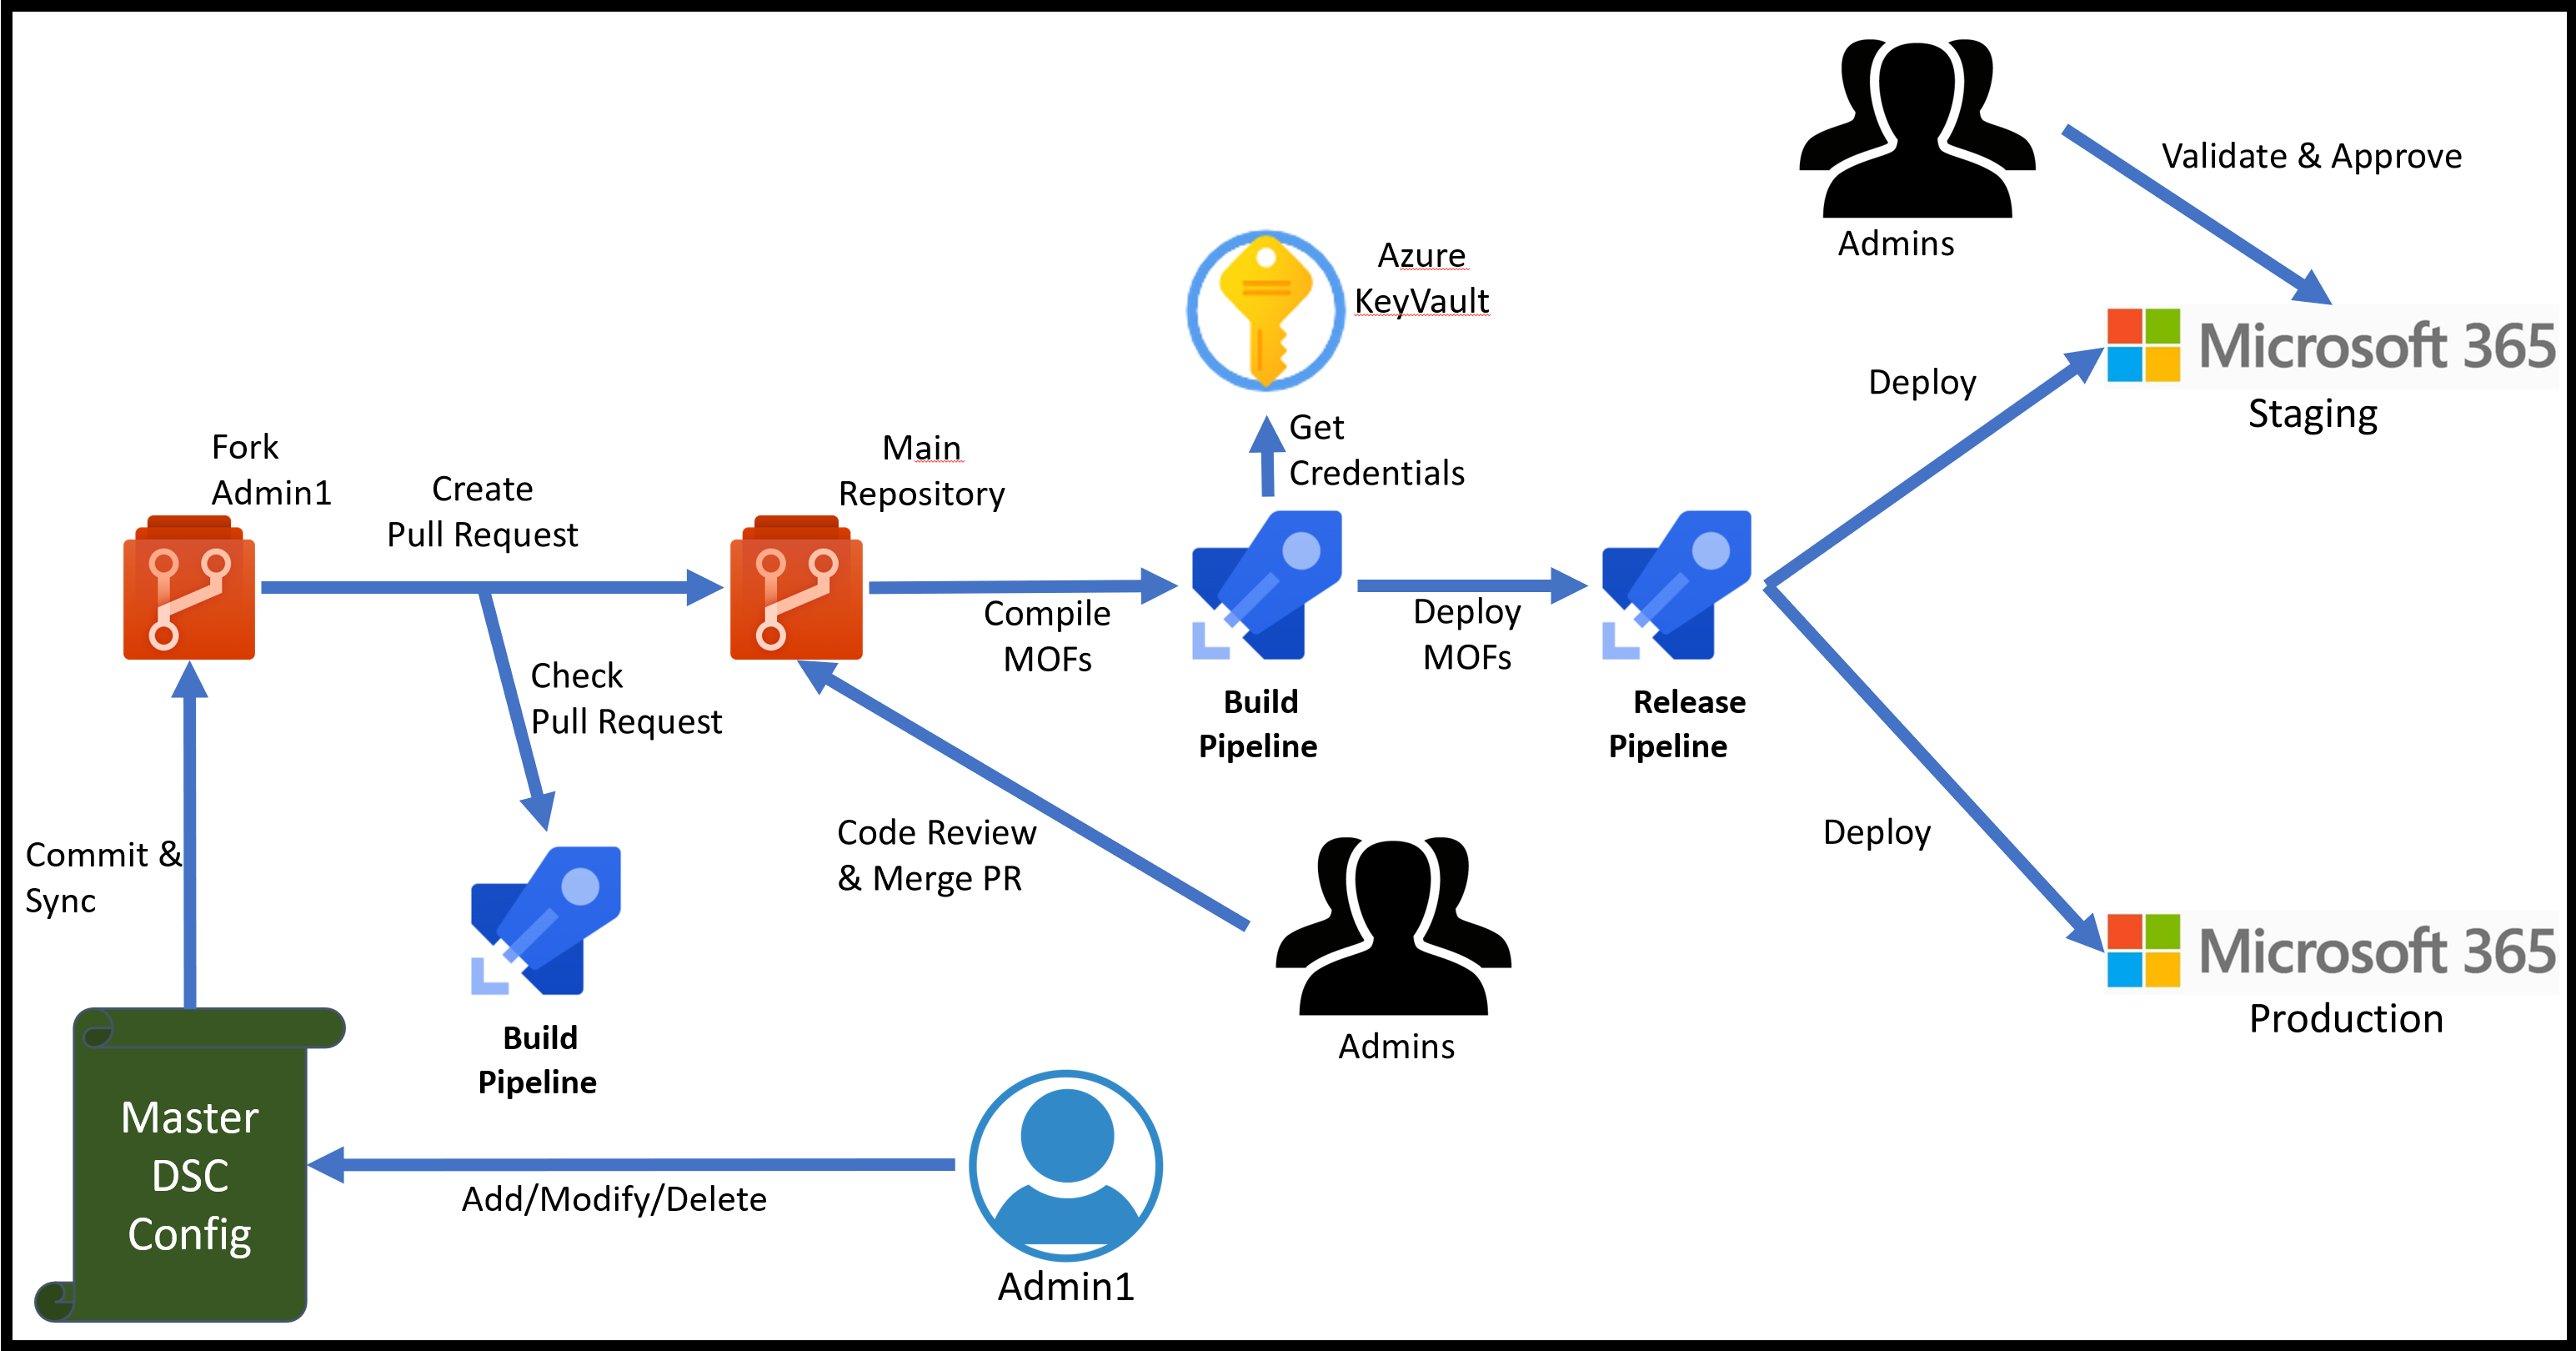 Admins
Validate & Approve
Azure
KeyVault
Microsoft 365
Staging
Deploy
Get
Credentials
Fork
Admin1
Create
Pull Request
Main
Repository
Compile
MOFs
Deploy
MOFs
Check
Pull Request
Build
Pipeline
Release
Pipeline
Code Review
& Merge PR
Deploy
Commit &
Sync
Microsoft 365
Production
Build
Pipeline
Admins
Master
DSC
Config
Add/Modify/Delete
Admin1